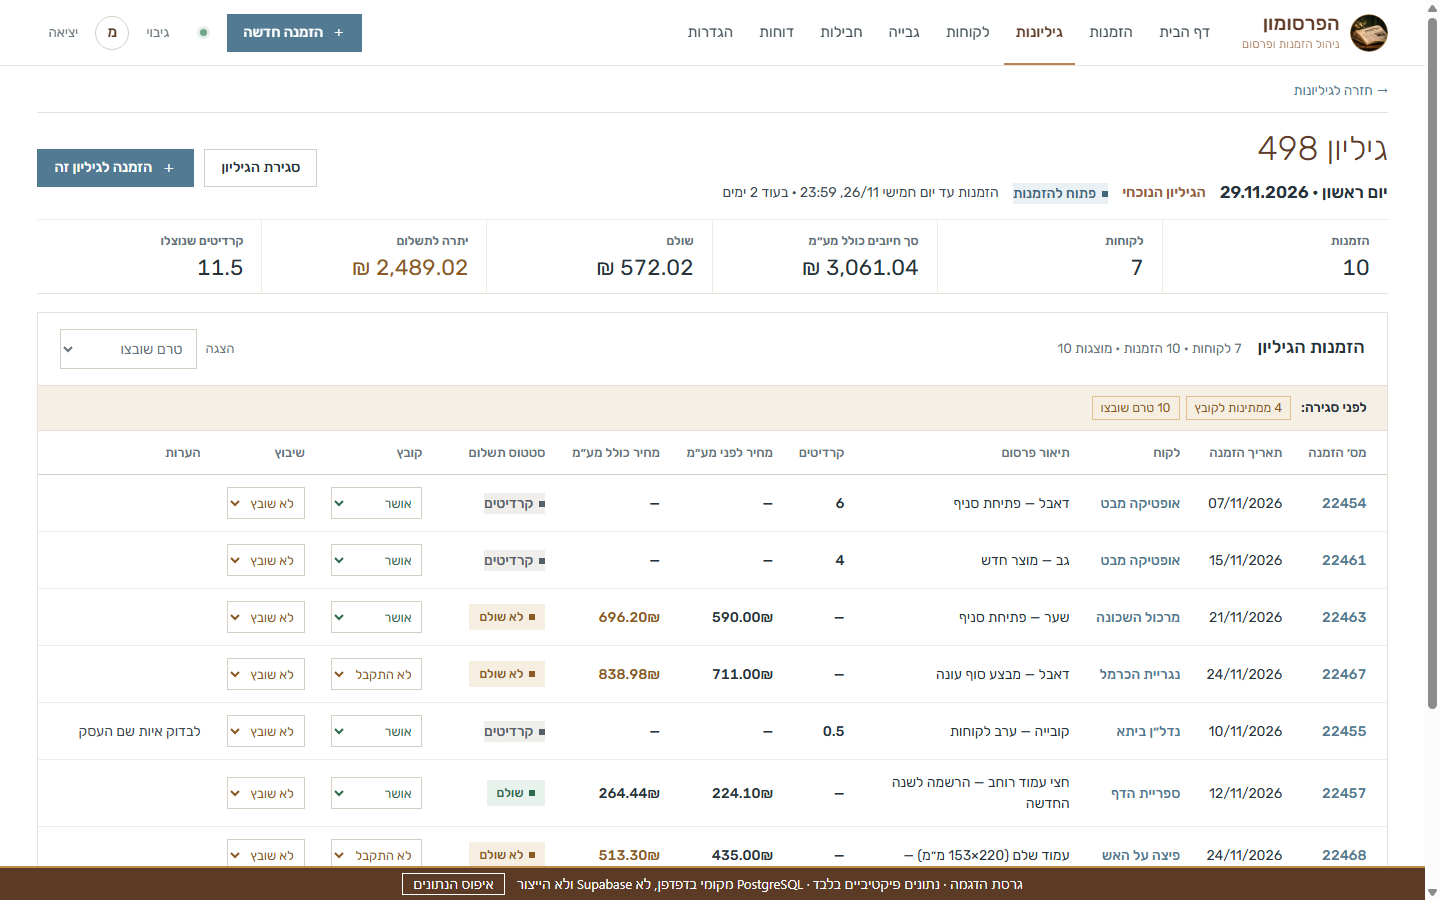 הפרסומון
ניהול הזמנות ופרסום
דף הבית
הזמנות
גיליונות
לקוחות
גבייה
חבילות
דוחות
הגדרות
+ הזמנה חדשה
גיבוי
מ
יציאה
→ חזרה לגיליונות
גיליון 498
יום ראשון • 29.11.2026 הגיליון הנוכחי ■ פתוח להזמנות הזמנות עד יום חמישי 26/11, 23:59 • בעוד 2 ימים
סגירת הגיליון
+ הזמנה לגיליון זה
הזמנות
10
לקוחות
7
סך חיובים כולל מע״מ
3,061.04 ₪
שולם
572.02 ₪
יתרה לתשלום
2,489.02 ₪
קרדיטים שנוצלו
11.5
הזמנות הגיליון 7 לקוחות • 10 הזמנות • מוצגות 10
הצגה טרם שובצו
לפני סגירה: 4 ממתינות לקובץ 10 טרם שובצו
מס׳ הזמנה תאריך הזמנה לקוח תיאור פרסום קרדיטים מחיר לפני מע״מ מחיר כולל מע״מ סטטוס תשלום קובץ שיבוץ הערות
22454 07/11/2026 אופטיקה מבט דאבל – פתיחת סניף 6 – – ■ קרדיטים אושר לא שובץ
22461 15/11/2026 אופטיקה מבט גב – מוצר חדש 4 – – ■ קרדיטים אושר לא שובץ
22463 21/11/2026 מרכול השכונה שער – פתיחת סניף – ₪590.00 ₪696.20 ■ לא שולם אושר לא שובץ
22467 24/11/2026 נגריית הכרמל דאבל – מבצע סוף עונה – ₪711.00 ₪838.98 ■ לא שולם לא התקבל לא שובץ
22455 10/11/2026 נדל״ן ביתא קובייה – ערב לקוחות 0.5 – – ■ קרדיטים אושר לא שובץ לבדוק איות שם העסק
22457 12/11/2026 ספריית הדף חצי עמוד רוחב – הרשמה לשנה החדשה – ₪224.10 ₪264.44 ■ שולם אושר לא שובץ
22468 24/11/2026 פיצה על האש עמוד שלם (220×153 מ״מ) – – ₪435.00 ₪513.30 ■ לא שולם לא התקבל לא שובץ
גרסת הדגמה · נתונים פיקטיביים בלבד · PostgreSQL מקומי בדפדפן, לא Supabase ולא הייצור איפוס הנתונים